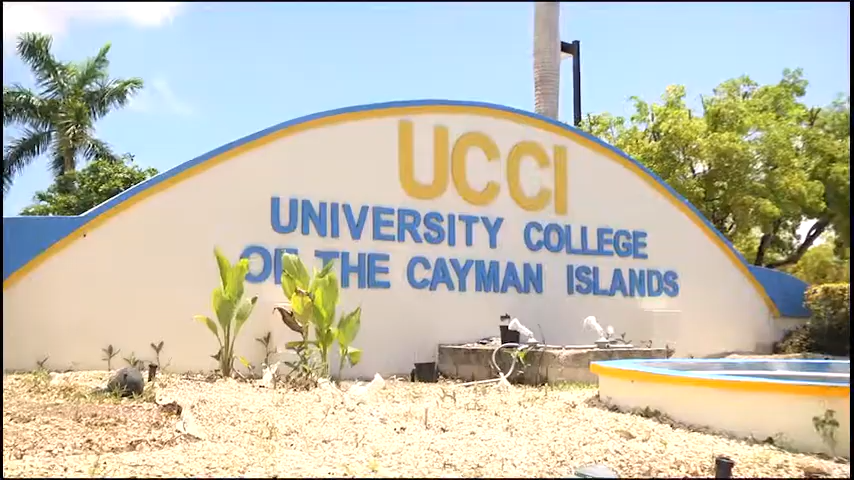 UCCI
UNIVERSITY COLLEGE
OF THE CAYMAN ISLANDS